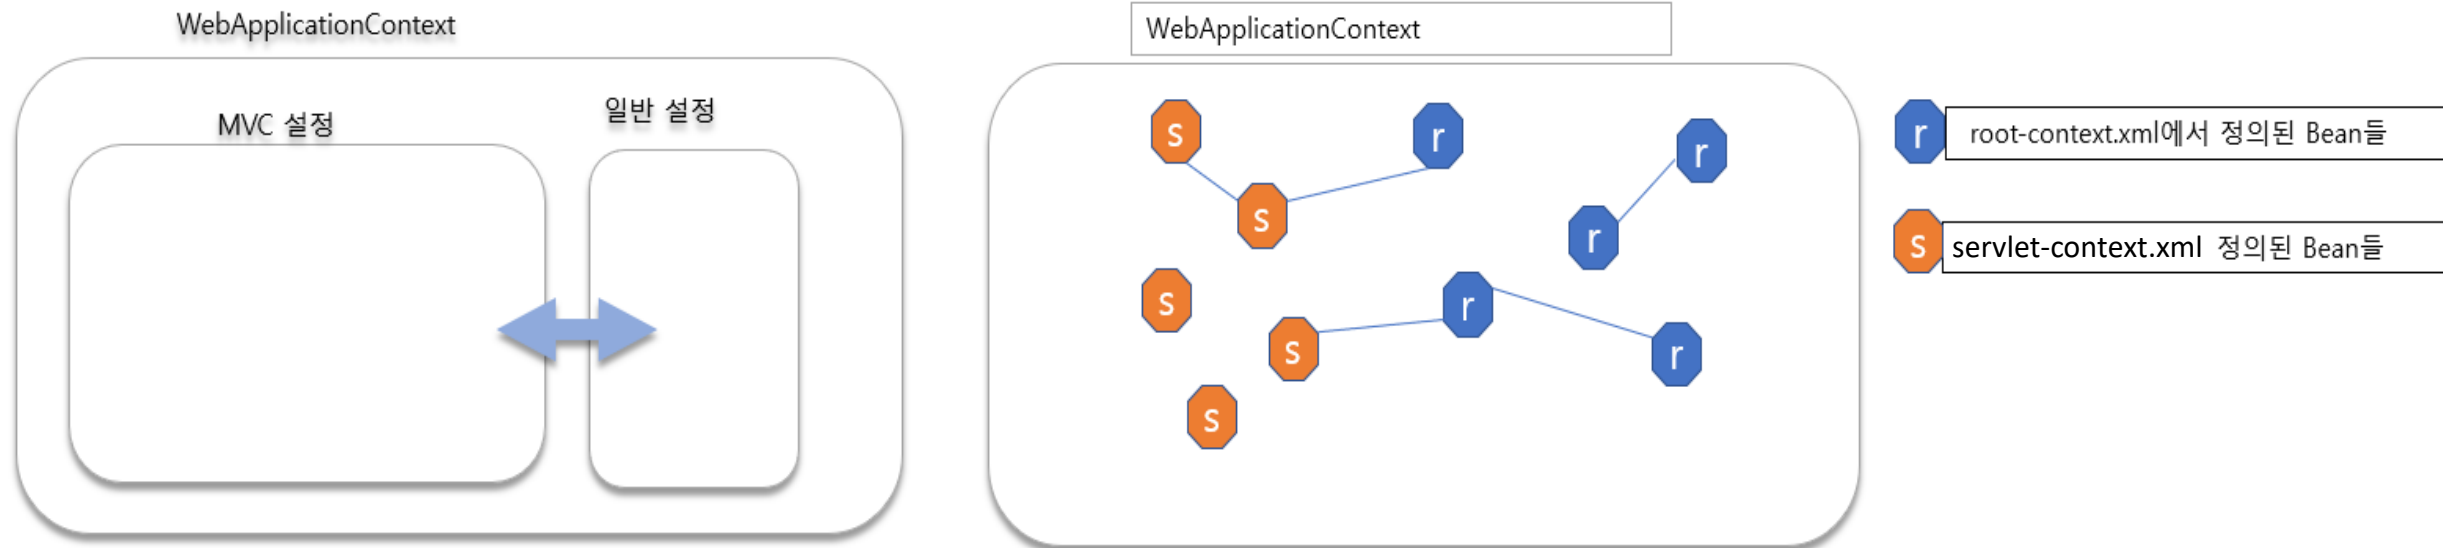 WebApplicationContext
MVC 설정
일반 설정
WebApplicationContext
s
r
r
s
r
s
r
s
r
s
r
root-context.xml에서 정의된 Bean들
s
servlet-context.xml 정의된 Bean들